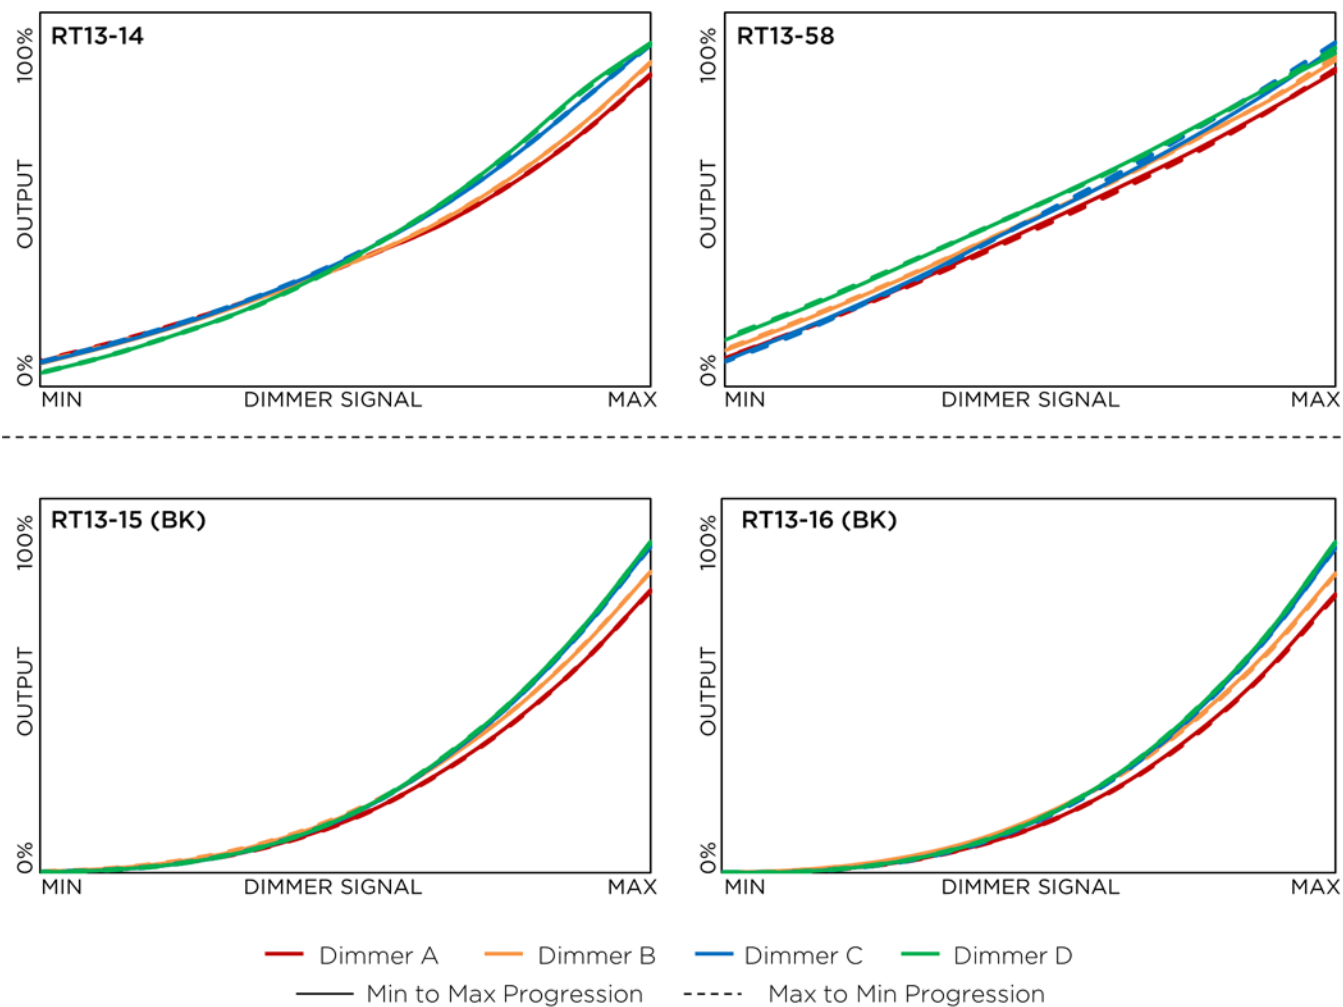 RT13-14
100%
OUTPUT
0%
MIN DIMMER SIGNAL MAX
RT13-58
100%
OUTPUT
0%
MIN DIMMER SIGNAL MAX
RT13-15 (BK)
100%
OUTPUT
0%
MIN DIMMER SIGNAL MAX
RT13-16 (BK)
100%
OUTPUT
0%
MIN DIMMER SIGNAL MAX
Dimmer A Dimmer B Dimmer C Dimmer D
Min to Max Progression Max to Min Progression